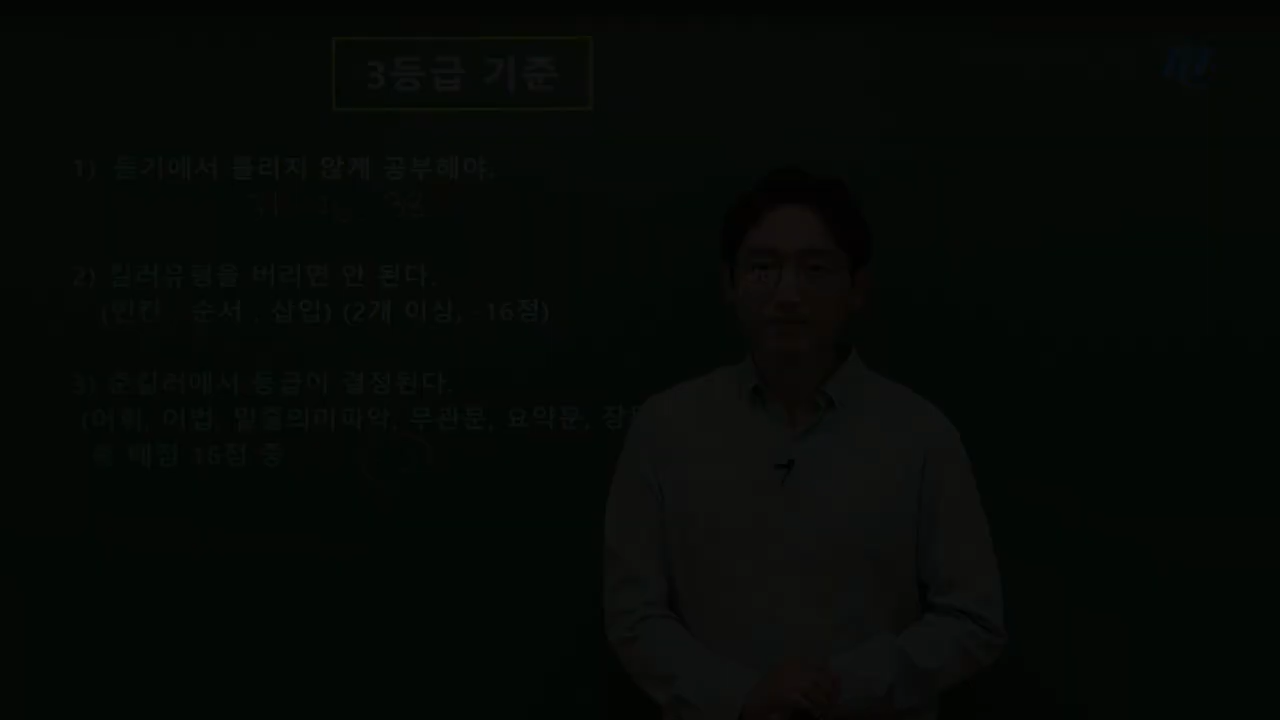 3등급 기준
1) 듣기에서 틀리지 않게 공부해야.
2) 킬러유형을 버리면 안 된다.
(빈칸 순서 . 삽입) (2개 이상, 16점)
3) 준킬러에서 등급이 결정된다.
(어휘, 어법, 밑줄의미파악, 무관문, 요약문,
총 배점 18점 중